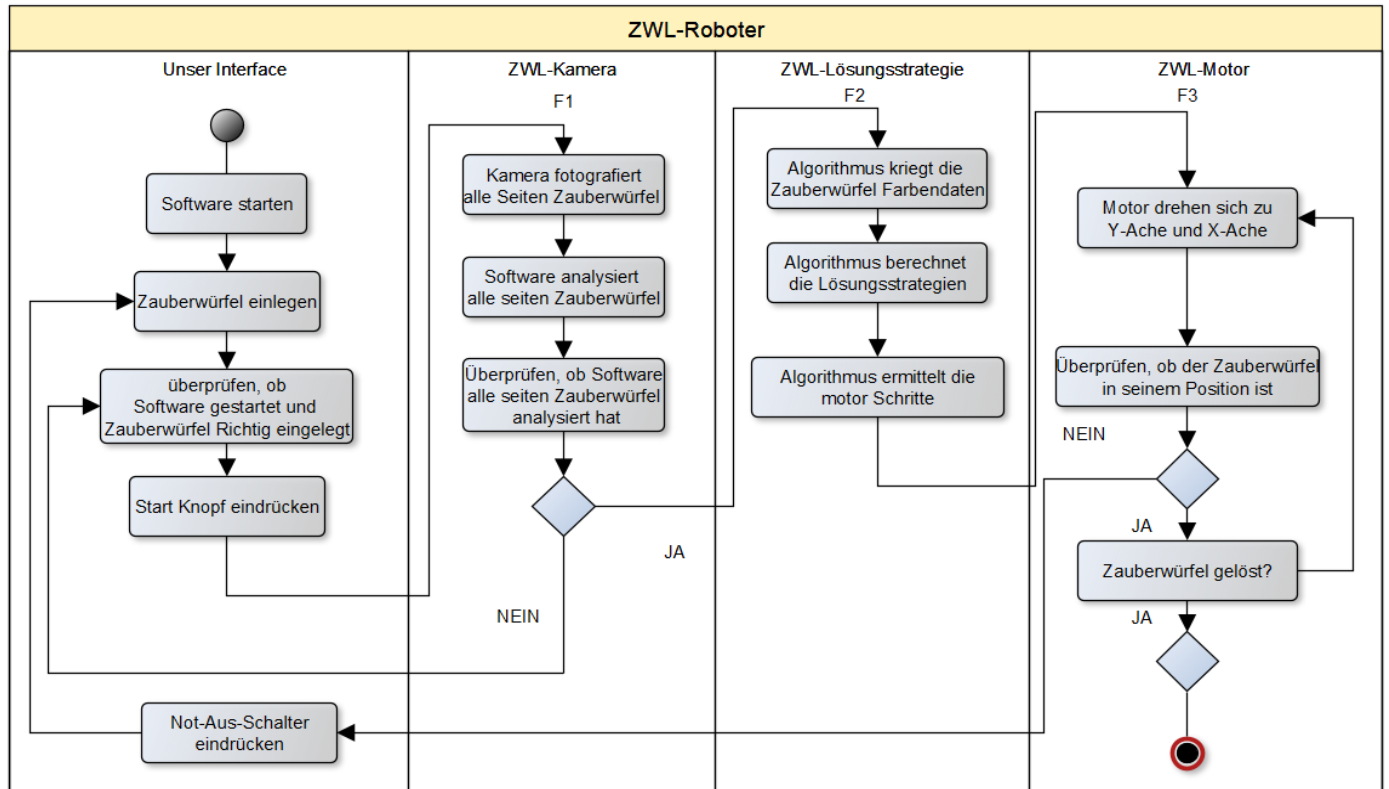 ZWL-Roboter
Unser Interface
Software starten
Zauberwürfel einlegen
überprüfen, ob
Software gestartet und
Zauberwürfel Richtig eingelegt
Start Knopf eindrücken
Not-Aus-Schalter
eindrücken
ZWL-Kamera
F1
Kamera fotografiert
alle Seiten Zauberwürfel
Software analysiert
alle seiten Zauberwürfel
Überprüfen, ob Software
alle seiten Zauberwürfel
analysiert hat
JA
NEIN
ZWL-Lösungsstrategie
F2
Algorithmus kriegt die
Zauberwürfel Farbendaten
Algorithmus berechnet
die Lösungsstrategien
Algorithmus ermittelt die
motor Schritte
ZWL-Motor
F3
Motor drehen sich zu
Y-Ache und X-Ache
Überprüfen, ob der Zauberwürfel
in seinem Position ist
NEIN
JA
Zauberwürfel gelöst?
JA